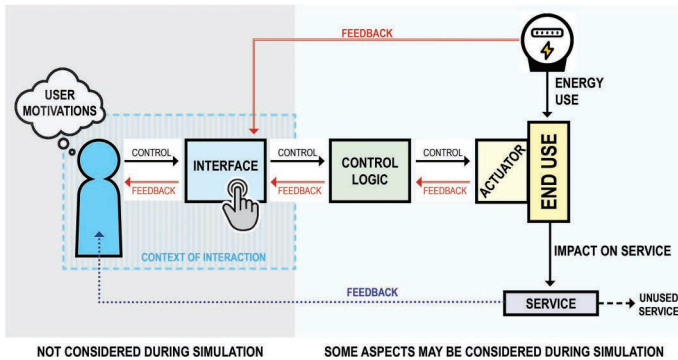 FEEDBACK
USER
MOTIVATIONS
ENERGY
USE
CONTROL
INTERFACE
CONTROL
CONTROL
LOGIC
CONTROL
ACTUATOR
END USE
FEEDBACK
FEEDBACK
FEEDBACK
CONTEXT OF INTERACTION
IMPACT ON SERVICE
FEEDBACK
SERVICE
UNUSED
SERVICE
NOT CONSIDERED DURING SIMULATION
SOME ASPECTS MAY BE CONSIDERED DURING SIMULATION